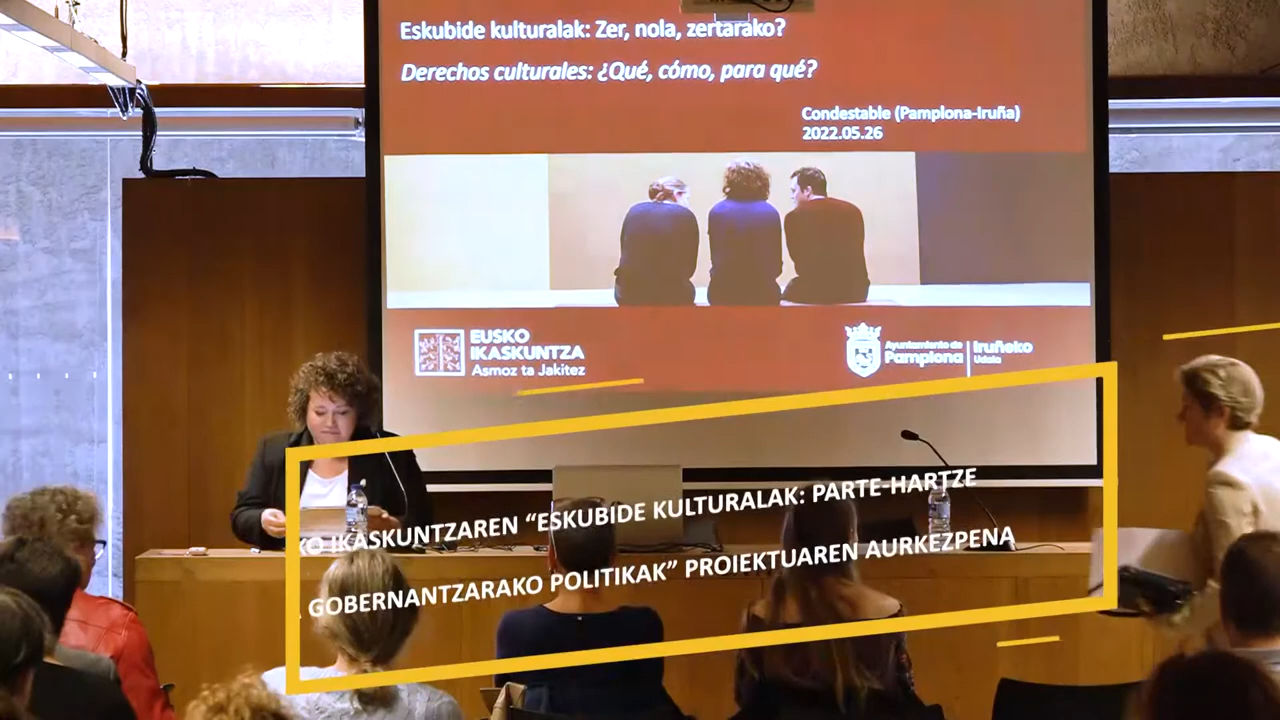 Eskubide kulturalak: Zer, nola, zertarako?
Derechos culturales: ¿Qué, cómo, para qué?
Condestable (Pamplona-Iruña)
2022.05.26
EUSKO
IKASKUNTZA
Asmoz ta Jakitez
Ayuntamiento de
Pamplona
Iruñeko
Udala
KO IKASKUNTZAREN “ESKUBIDE KULTURALAK: PARTE-HARTZE
GOBERNANTZARAKO POLITIKAK” PROIEKTUAREN AURKEZPENA